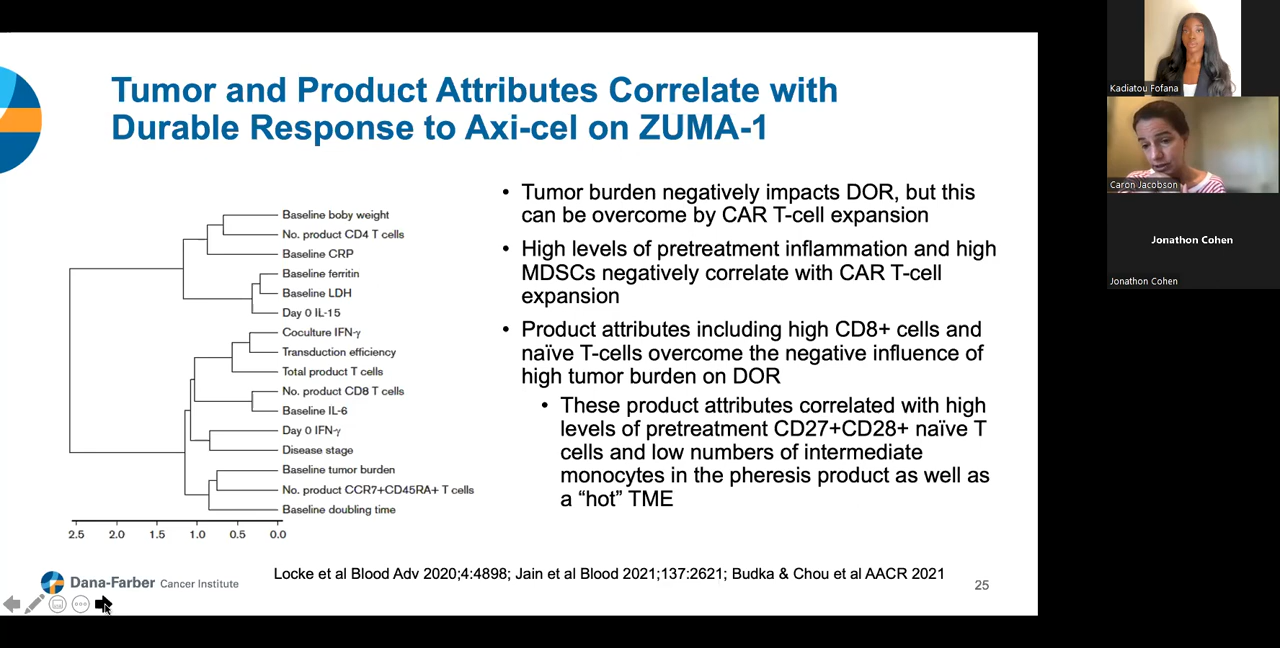 Tumor and Product Attributes Correlate with
Durable Response to Axi-cel on ZUMA-1
Baseline boby weight
No. product CD4 T cells
Baseline CRP
Baseline ferritin
Baseline LDH
Day 0 IL-15
Coculture IFN-γ
Transduction efficiency
Total product T cells
No. product CD8 T cells
Baseline IL-6
Day 0 IFN-γ
Disease stage
Baseline tumor burden
No. product CCR7+CD45RA+ T cells
Baseline doubling time
2.5 2.0 1.5 1.0 0.5 0.0
• Tumor burden negatively impacts DOR, but this
can be overcome by CAR T-cell expansion
• High levels of pretreatment inflammation and high
MDSCs negatively correlate with CAR T-cell
expansion
• Product attributes including high CD8+ cells and
naïve T-cells overcome the negative influence of
high tumor burden on DOR
• These product attributes correlated with high
levels of pretreatment CD27+CD28+ naïve T
cells and low numbers of intermediate
monocytes in the pheresis product as well as
a “hot” TME
Locke et al Blood Adv 2020;4:4898; Jain et al Blood 2021;137:2621; Budka & Chou et al AACR 2021
Dana-Farber Cancer Institute
25
Kadiatou Fofana
Caron Jacobson
Jonathon Cohen
Jonathon Cohen